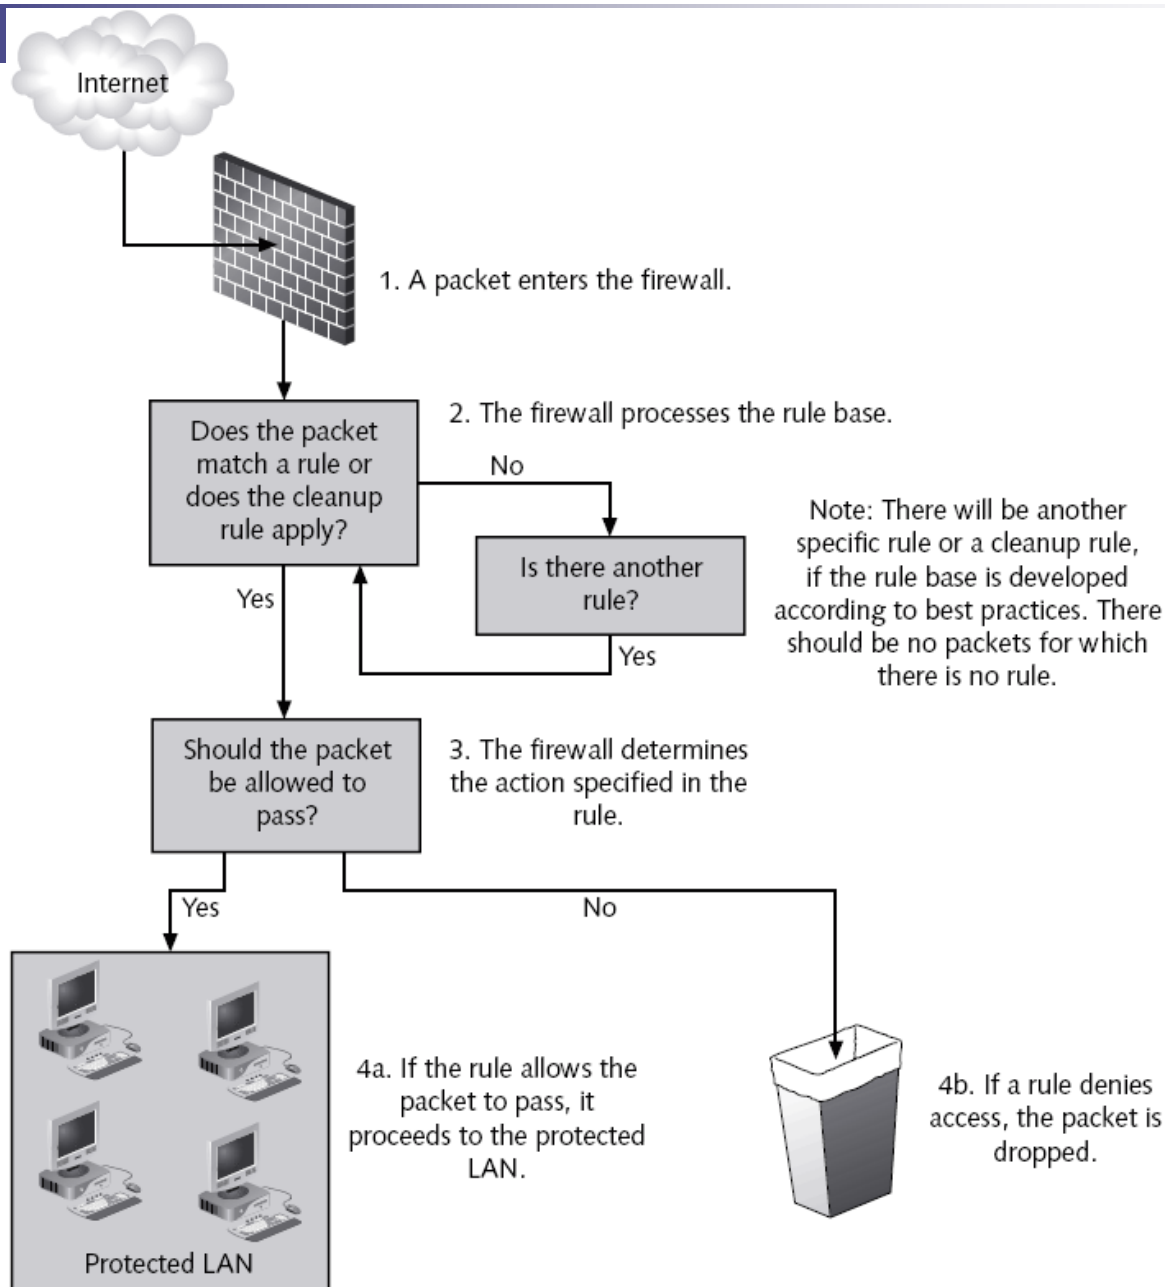 Internet
1. A packet enters the firewall.
Does the packet
match a rule or
does the cleanup
rule apply?
2. The firewall processes the rule base.
No
Is there another
rule?
Note: There will be another
specific rule or a cleanup rule,
if the rule base is developed
according to best practices. There
should be no packets for which
there is no rule.
Yes
Yes
Should the packet
be allowed to
pass?
3. The firewall determines
the action specified in the
rule.
Yes
No
4a. If the rule allows the
packet to pass, it
proceeds to the protected
LAN.
4b. If a rule denies
access, the packet is
dropped.
Protected LAN